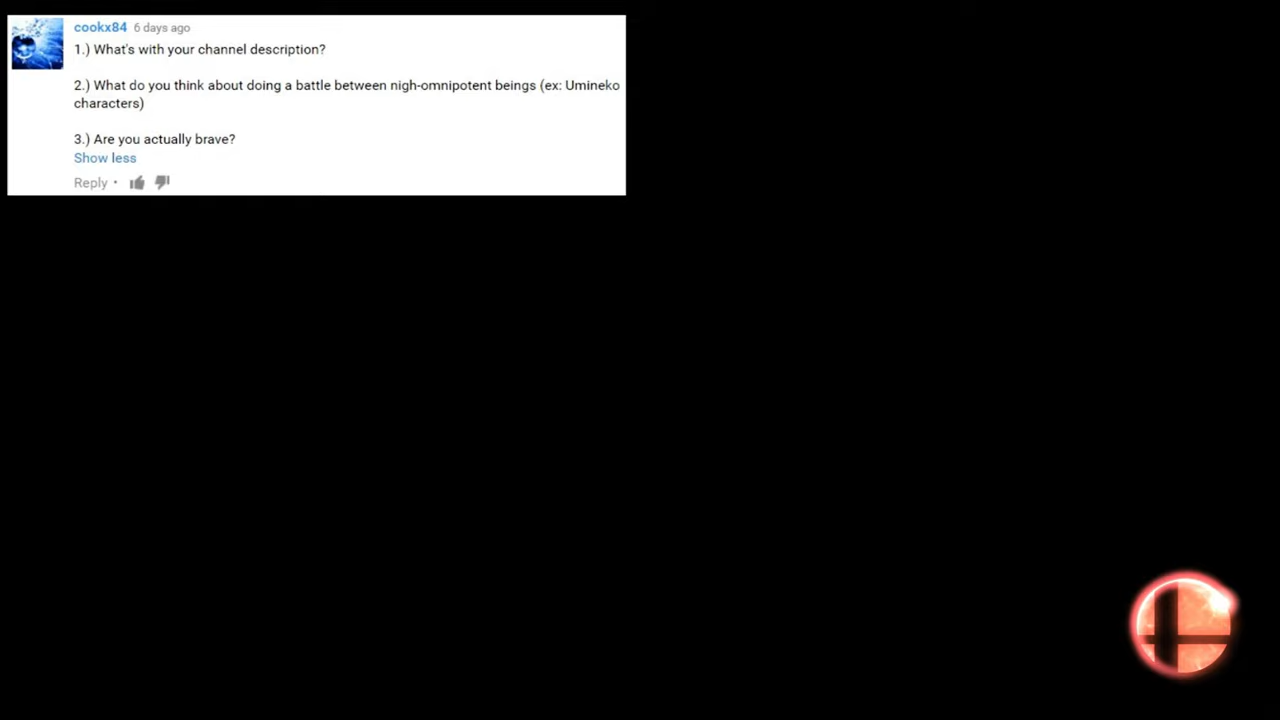 cookx84 6 days ago
1.) What's with your channel description?
2.) What do you think about doing a battle between nigh-omnipotent beings (ex: Umineko
characters)
3.) Are you actually brave?
Show less
Reply •